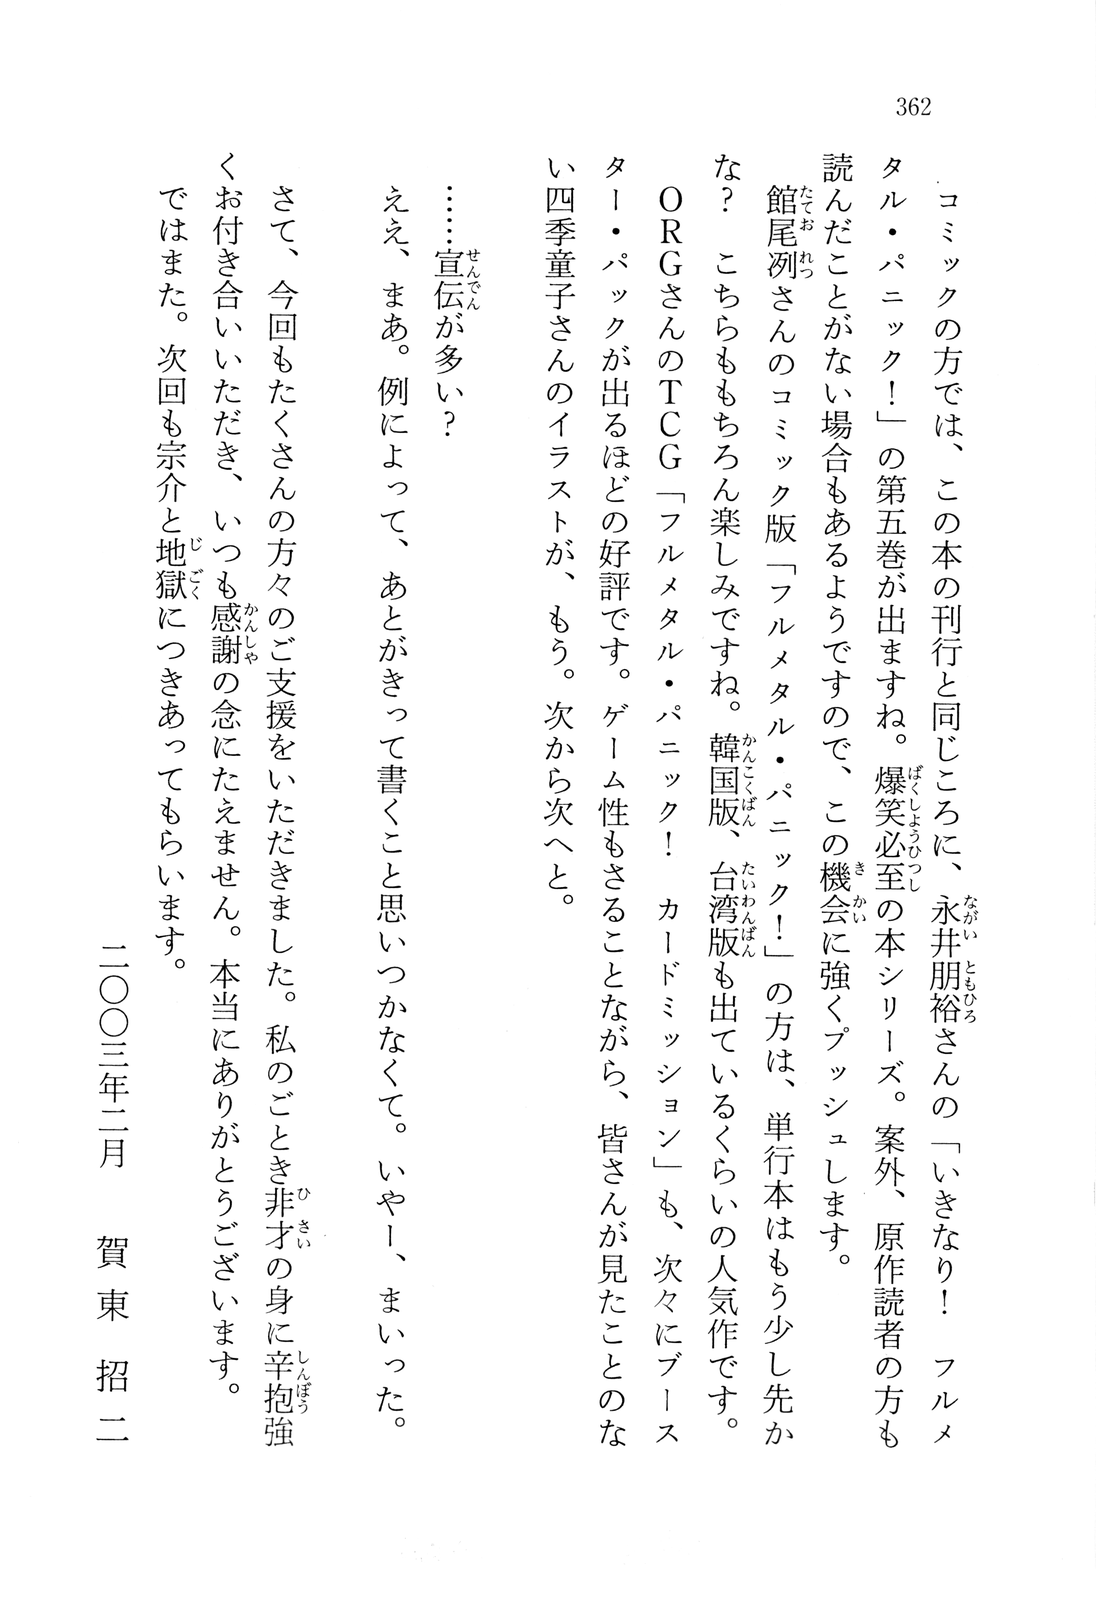 362
コミックの方では、この本の刊行と同じころに、永井朋裕さんの「いきなり！　フルメ
タル・パニック！」の第五巻が出ますね。爆笑必至の本シリーズ。案外、原作読者の方も
読んだことがない場合もあるようですので、この機会に強くプッシュします。
館尾冽さんのコミック版「フルメタル・パニック！」の方は、単行本はもう少し先か
な？　こちらももちろん楽しみですね。韓国版、台湾版も出ているくらいの人気作です。
ORGさんのTCG「フルメタル・パニック！　カードミッション」も、次々にブース
ター・パックが出るほどの好評です。ゲーム性もさることながら、皆さんが見たことのな
い四季童子さんのイラストが、もう。次から次へと。
……宣伝が多い？
ええ、まあ。例によって、あとがきって書くこと思いつかなくて。いやー、まいった。
さて、今回もたくさんの方々のご支援をいただきました。私のごとき非才の身に辛抱強
くお付き合いいただき、いつも感謝の念にたえません。本当にありがとうございます。
ではまた。次回も宗介と地獄につきあってもらいます。
二〇〇三年二月　賀東招二